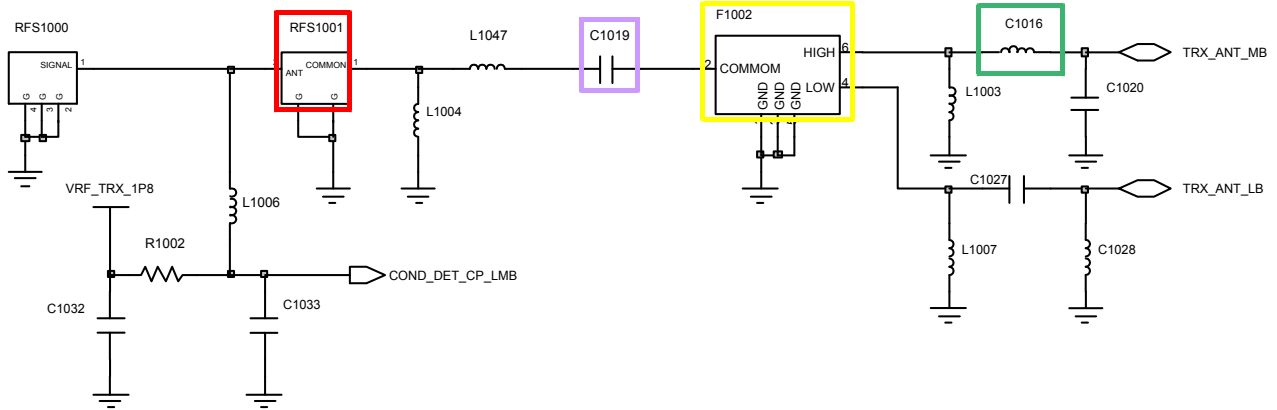 RFS1000
SIGNAL
1
G
G
G
4
3
2
RFS1001
ANT
COMMON
1
G
G
L1047
L1004
C1019
F1002
2
COMMOM
HIGH
6
LOW
4
GND
GND
GND
C1016
L1003
C1020
TRX_ANT_MB
C1027
L1007
C1028
TRX_ANT_LB
VRF_TRX_1P8
L1006
R1002
COND_DET_CP_LMB
C1032
C1033